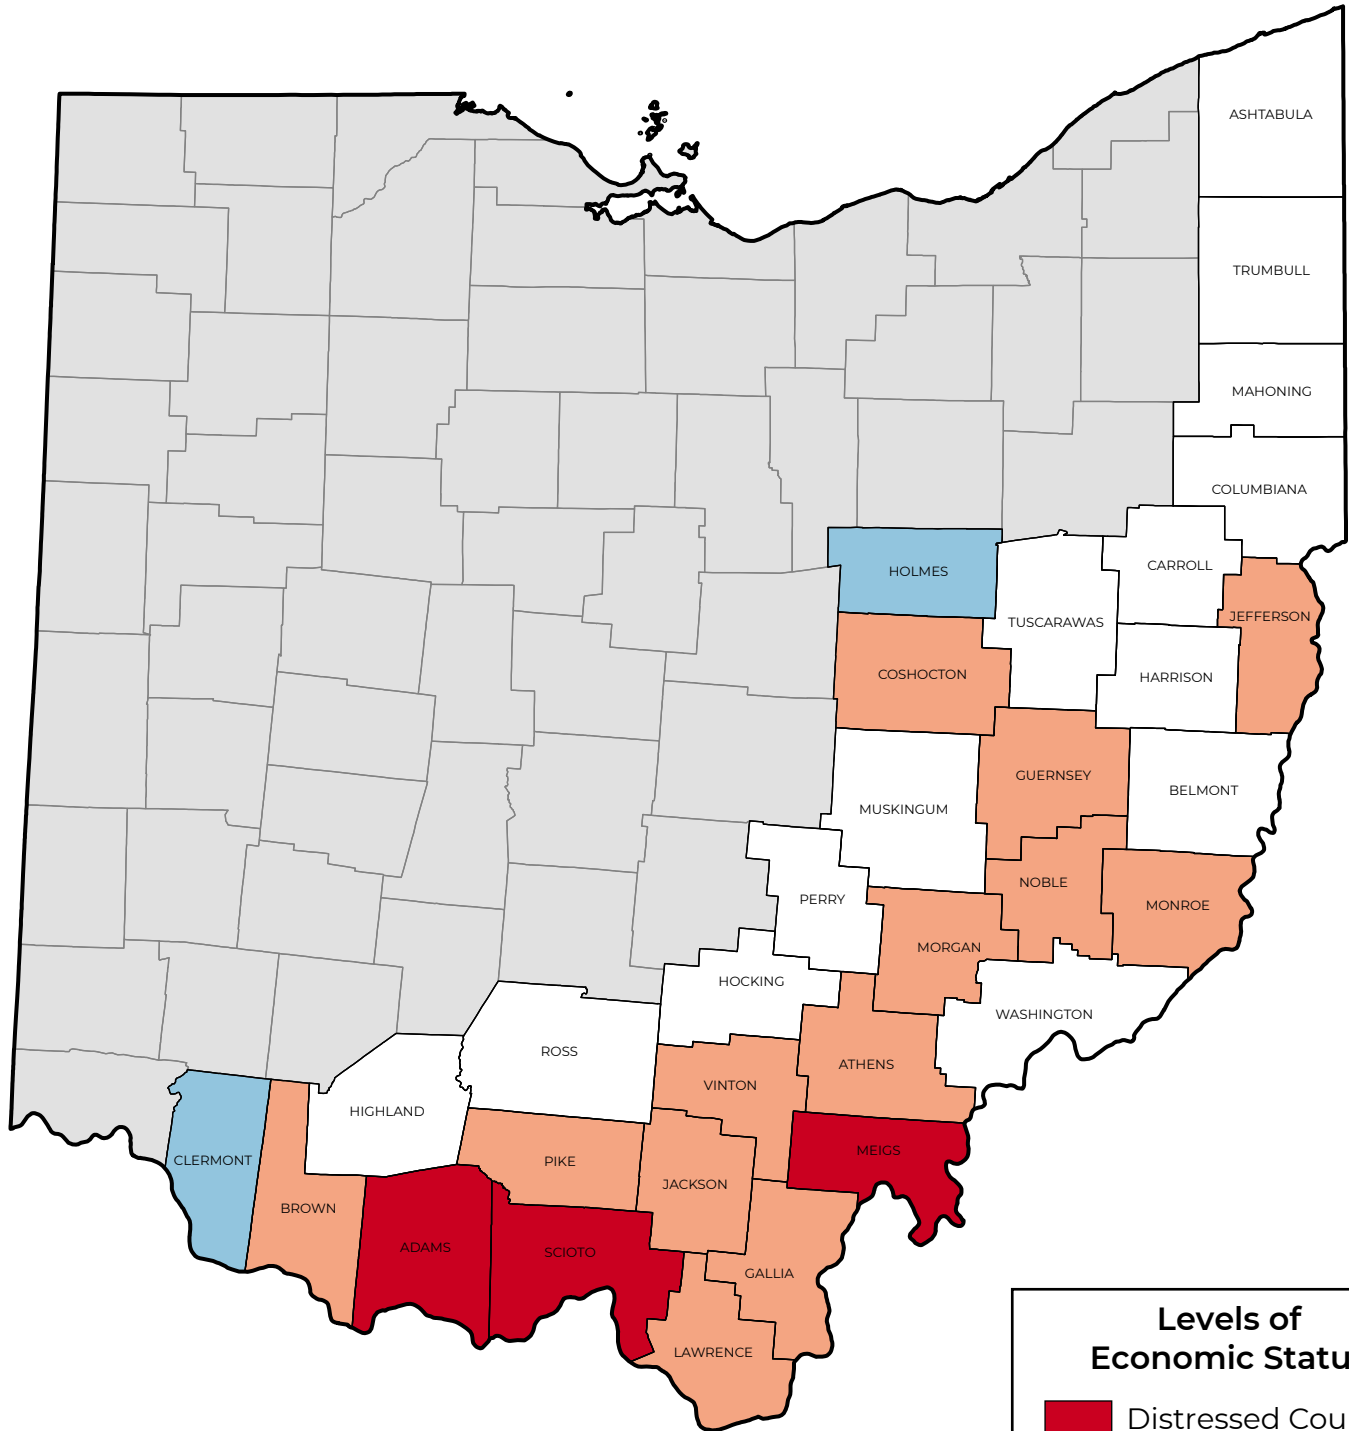 ASHTABULA
TRUMBULL
MAHONING
COLUMBIANA
CARROLL
HOLMES
JEFFERSON
TUSCARAWAS
COSHOCTON
HARRISON
GUERNSEY
BELMONT
MUSKINGUM
NOBLE
PERRY
MONROE
MORGAN
HOCKING
WASHINGTON
ROSS
ATHENS
VINTON
HIGHLAND
MEIGS
CLERMONT
PIKE
JACKSON
BROWN
ADAMS
SCIOTO
GALLIA
LAWRENCE
Levels of
Economic Statu
Distressed Cou